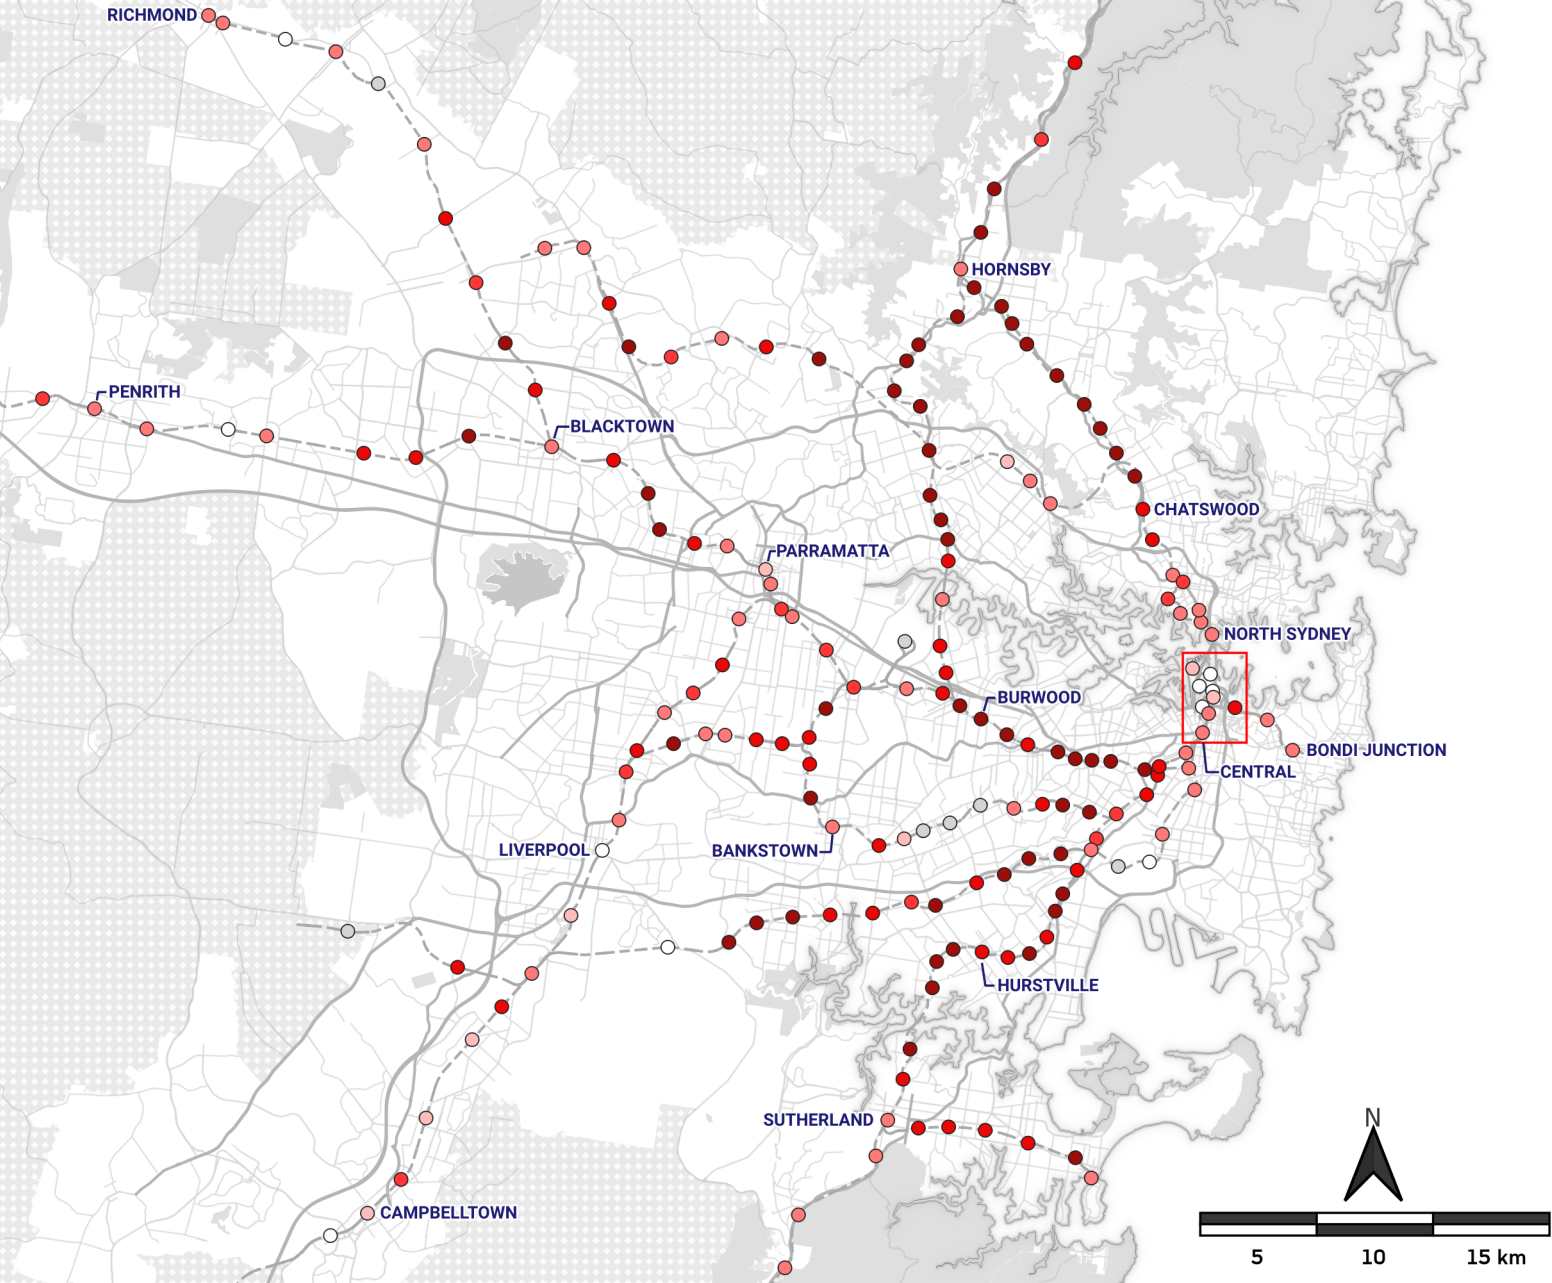 RICHMOND
HORNSBY
PENRITH
BLACKTOWN
CHATSWOOD
PARRAMATTA
NORTH SYDNEY
BURWOOD
BONDI JUNCTION
CENTRAL
LIVERPOOL
BANKSTOWN
HURSTVILLE
SUTHERLAND
N
CAMPBELLTOWN
5 10 15 km